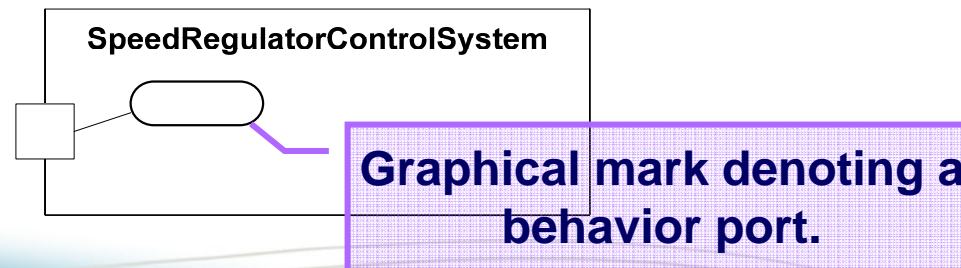 SpeedRegulatorControlSystem
Graphical mark denoting a
behavior port.